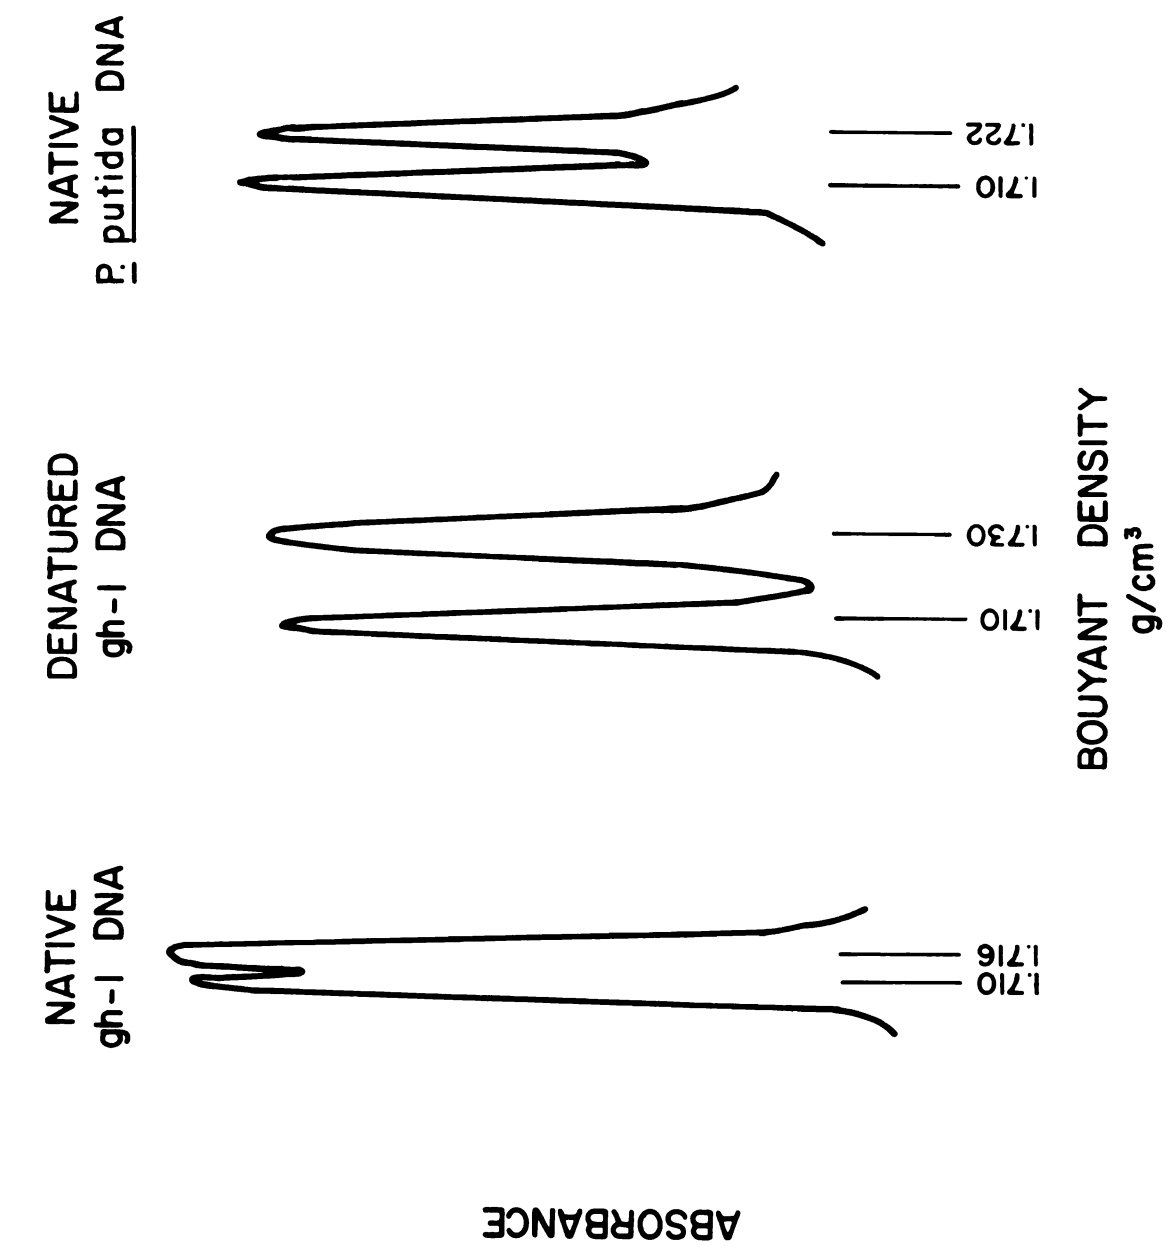 NATIVE
gh-1 DNA
DENATURED
gh-1 DNA
NATIVE
P. putida DNA
ABSORBANCE
1.710
1.716
1.710
1.730
1.710
1.722
BOUYANT DENSITY
g/cm³